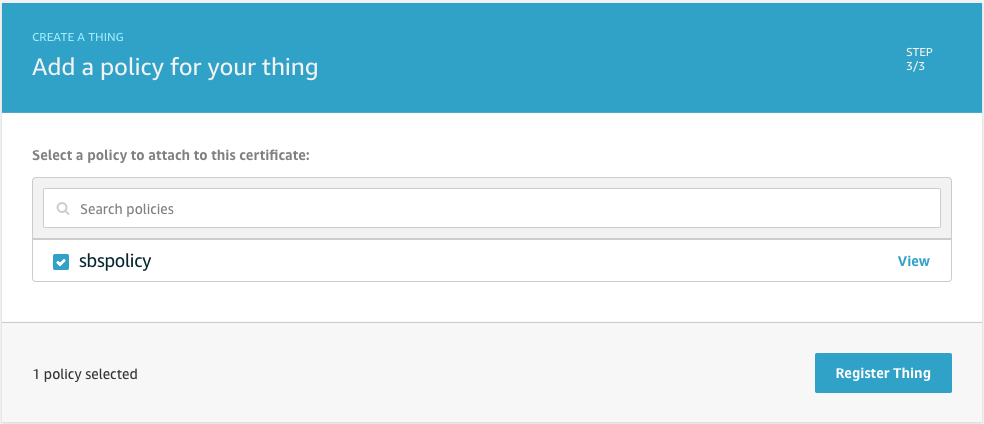 CREATE A THING
Add a policy for your thing
STEP
3/3
Select a policy to attach to this certificate:
Search policies
sbspolicy
View
1 policy selected
Register Thing